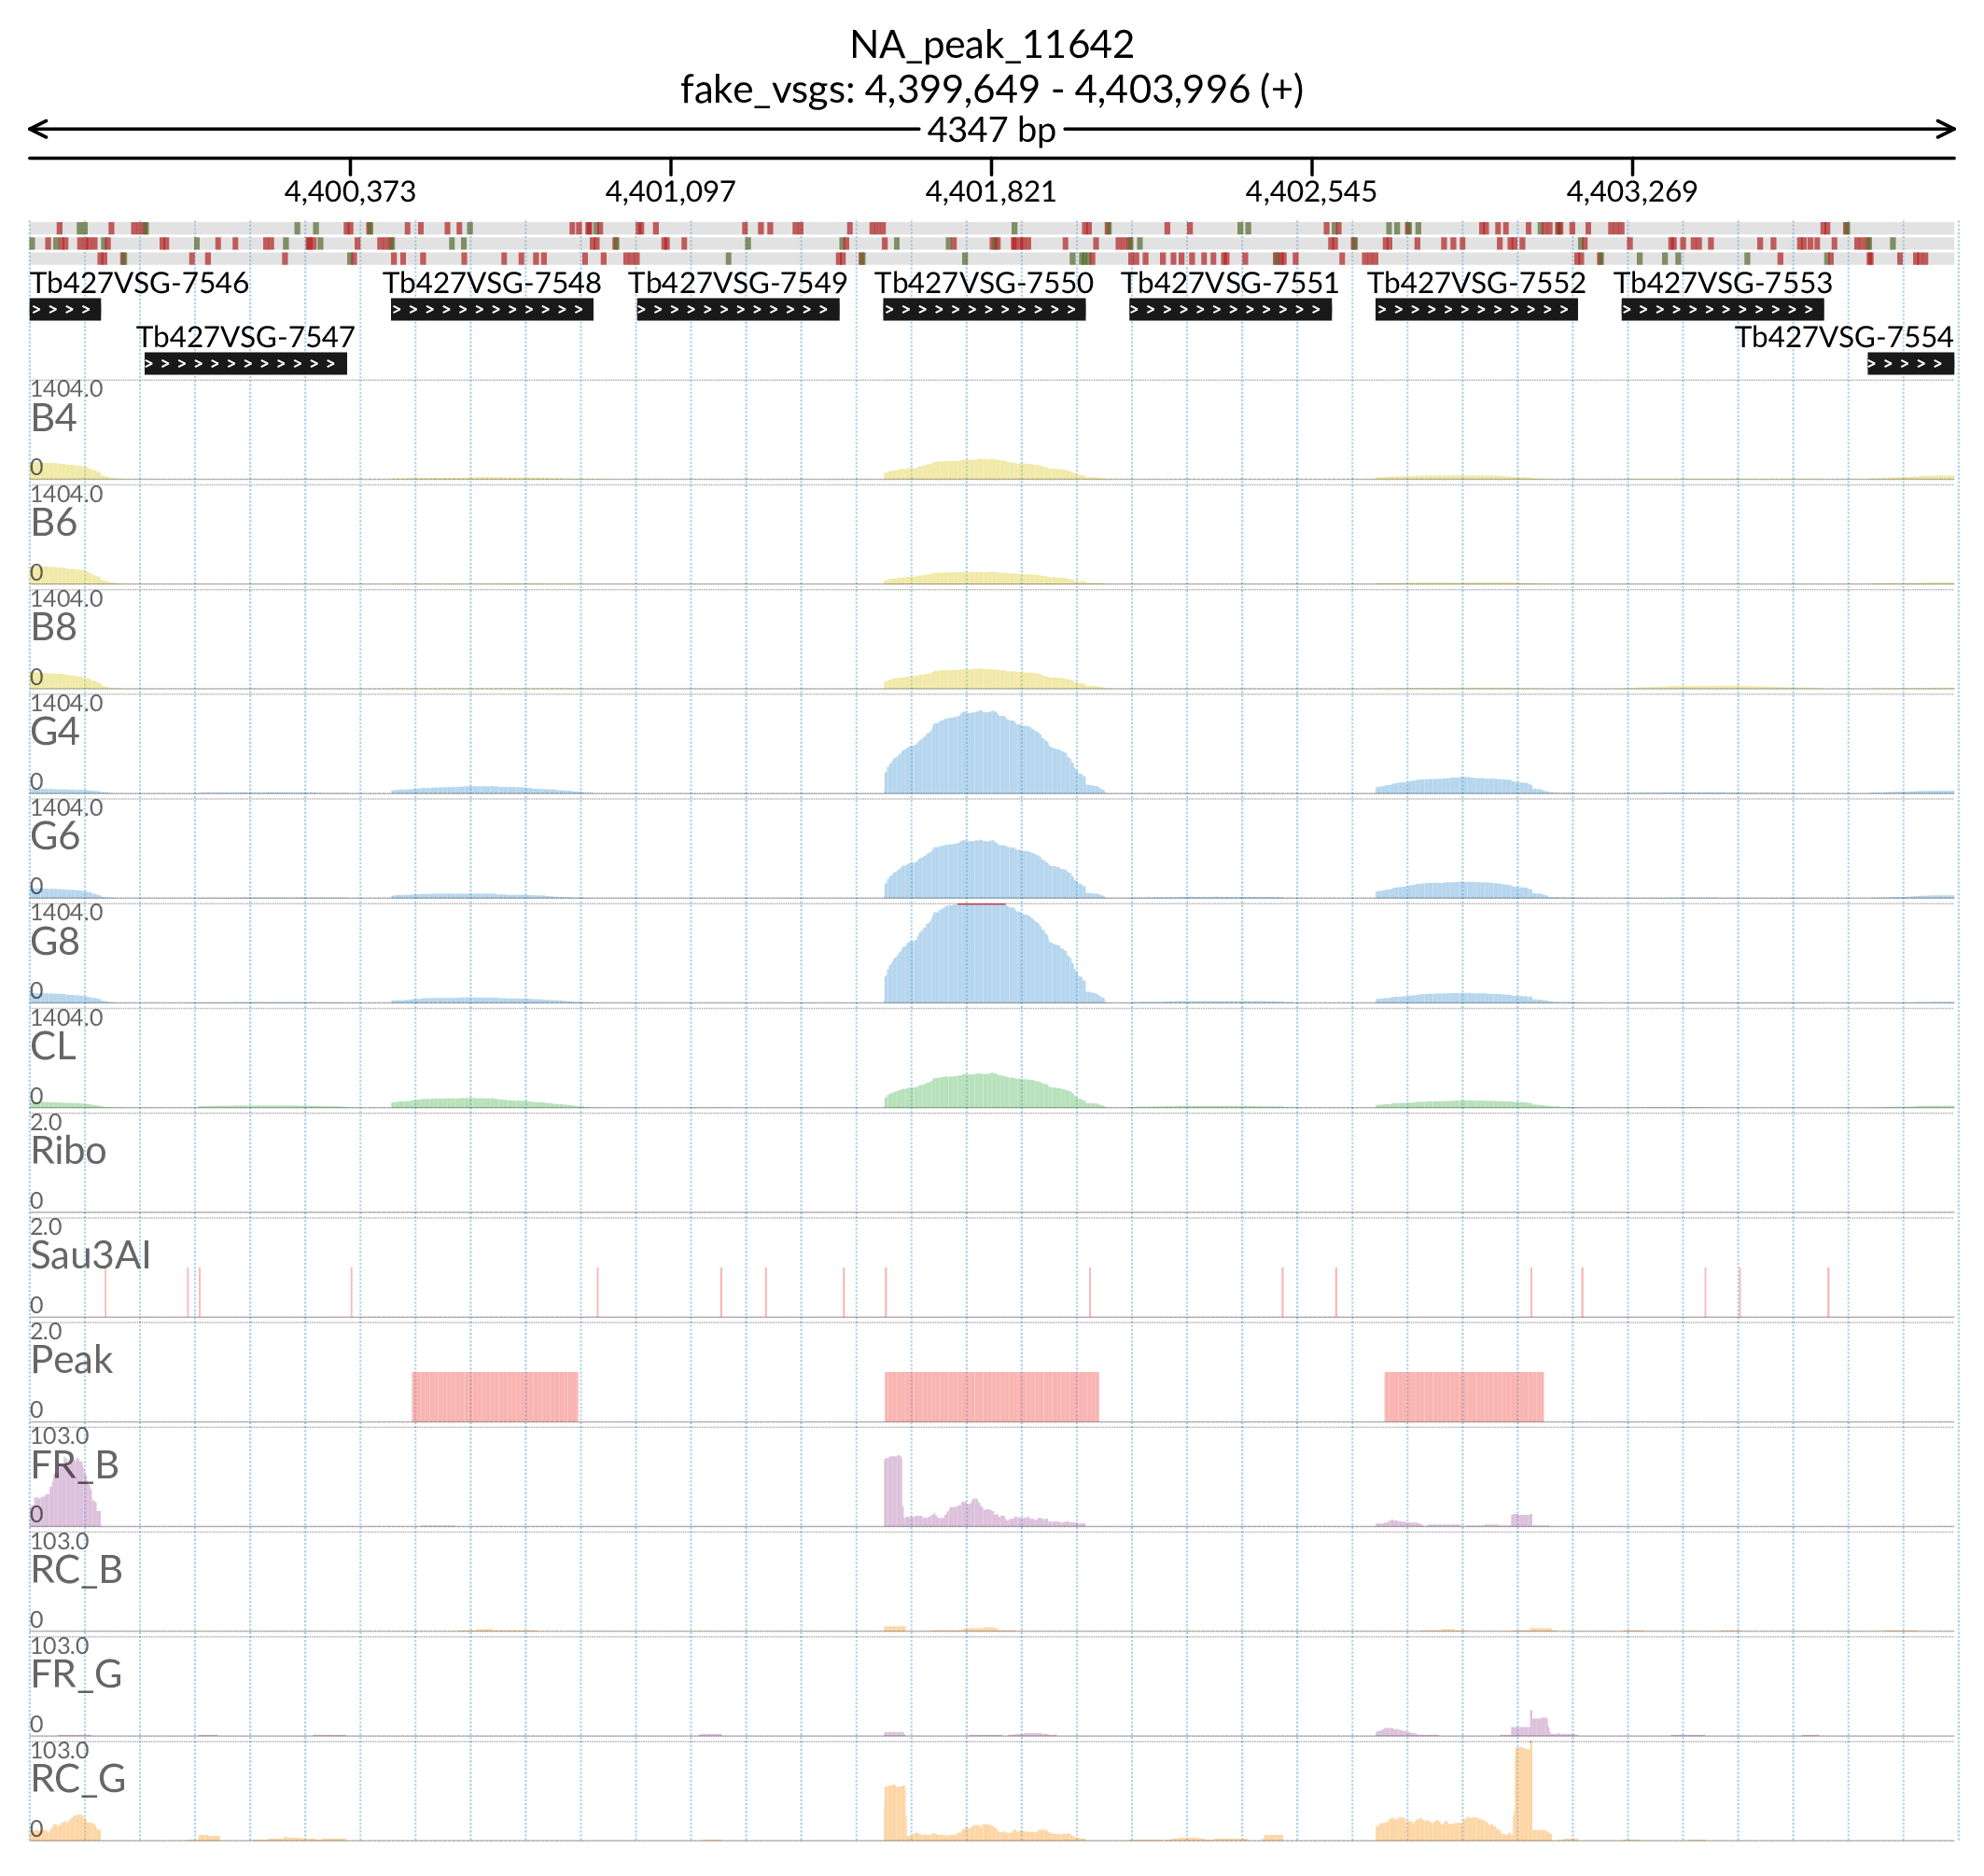 NA_peak_11642
fake_vsgs: 4,399,649 - 4,403,996 (+)
4347 bp
4,400,373 4,401,097 4,401,821 4,402,545 4,403,269
Tb427VSG-7546 Tb427VSG-7548 Tb427VSG-7549 Tb427VSG-7550 Tb427VSG-7551 Tb427VSG-7552 Tb427VSG-7553
Tb427VSG-7547 Tb427VSG-7554
1404.0
B4
0
1404.0
B6
0
1404.0
B8
0
1404.0
G4
0
1404.0
G6
0
1404.0
G8
0
1404.0
CL
0
2.0
Ribo
0
2.0
Sau3AI
0
2.0
Peak
0
103.0
FR_B
0
103.0
RC_B
0
103.0
FR_G
0
103.0
RC_G
0